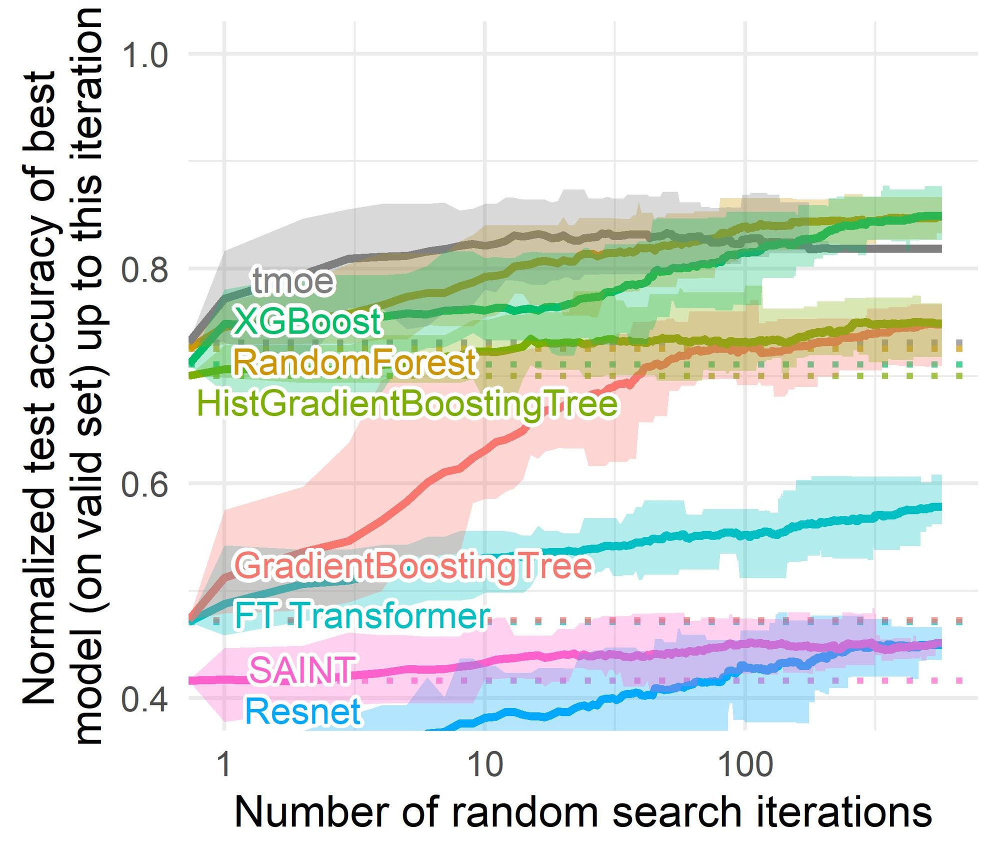 Normalized test accuracy of best
model (on valid set) up to this iteration
1.0
0.8
0.6
0.4
tmoe
XGBoost
RandomForest
HistGradientBoostingTree
GradientBoostingTree
FT Transformer
SAINT
Resnet
1
10
100
Number of random search iterations